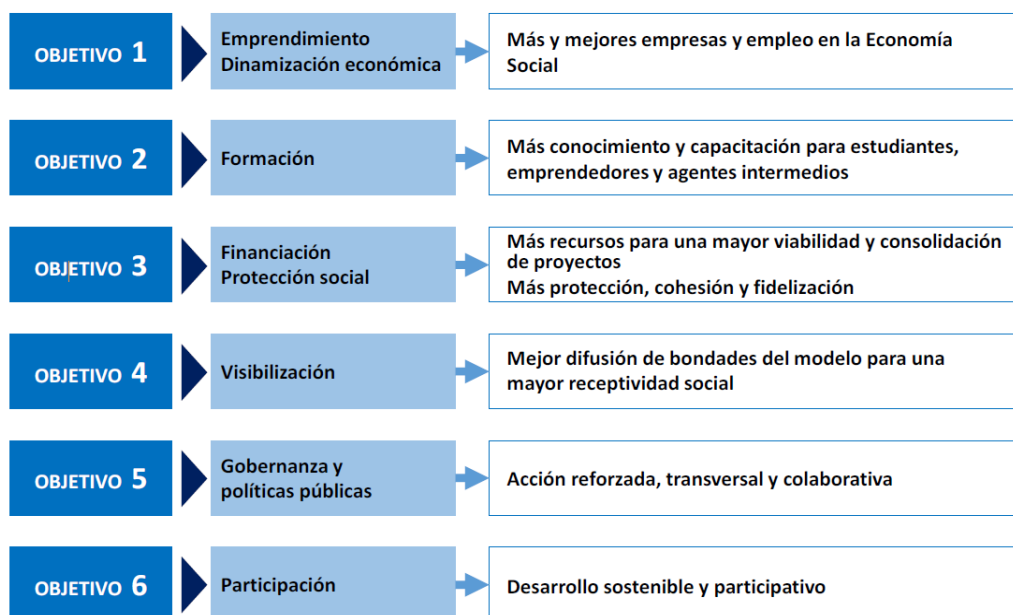 OBJETIVO 1
Emprendimiento
Dinamización económica
Más y mejores empresas y empleo en la Economía
Social
OBJETIVO 2
Formación
Más conocimiento y capacitación para estudiantes,
emprendedores y agentes intermedios
OBJETIVO 3
Financiación
Protección social
Más recursos para una mayor viabilidad y consolidación
de proyectos
Más protección, cohesión y fidelización
OBJETIVO 4
Visibilización
Mejor difusión de bondades del modelo para una
mayor receptividad social
OBJETIVO 5
Gobernanza y
políticas públicas
Acción reforzada, transversal y colaborativa
OBJETIVO 6
Participación
Desarrollo sostenible y participativo